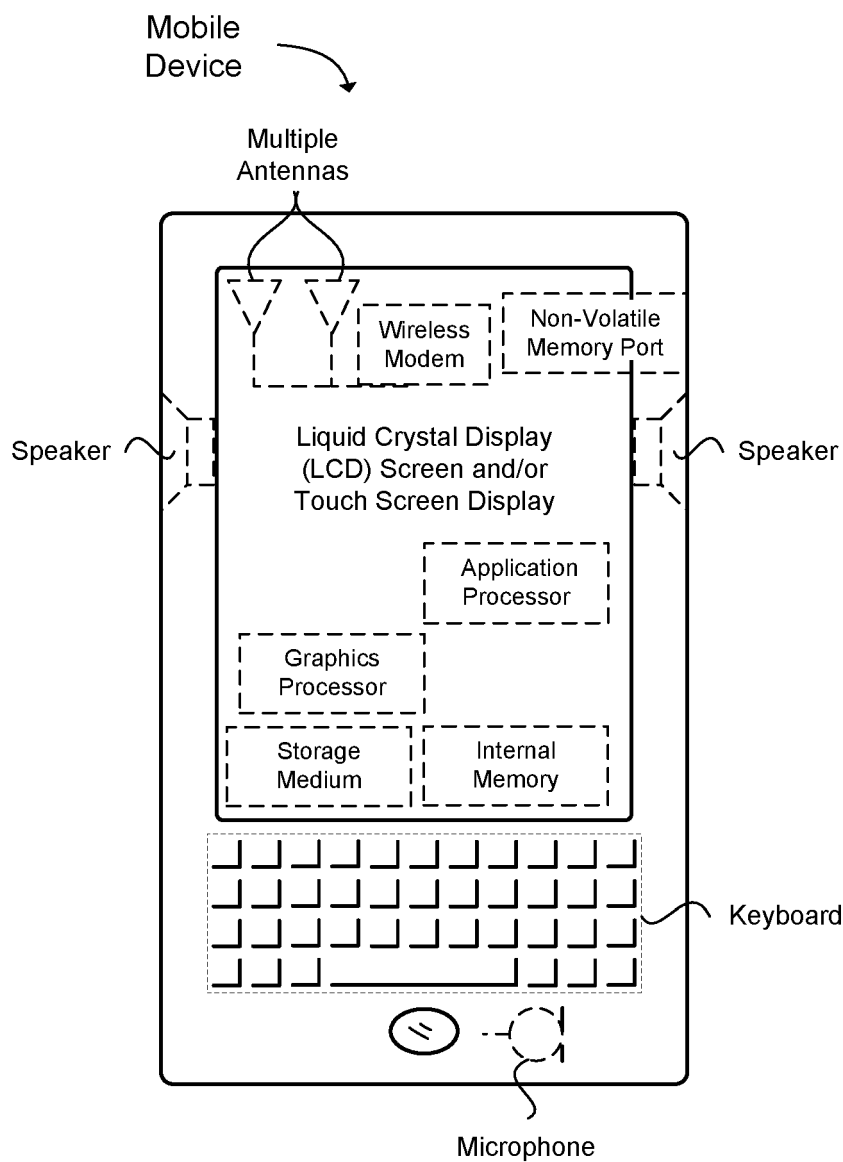 Mobile
Device
Multiple
Antennas
Wireless
Modem
Non-Volatile
Memory Port
Speaker
Liquid Crystal Display
(LCD) Screen and/or
Touch Screen Display
Speaker
Application
Processor
Graphics
Processor
Storage
Medium
Internal
Memory
Keyboard
Microphone